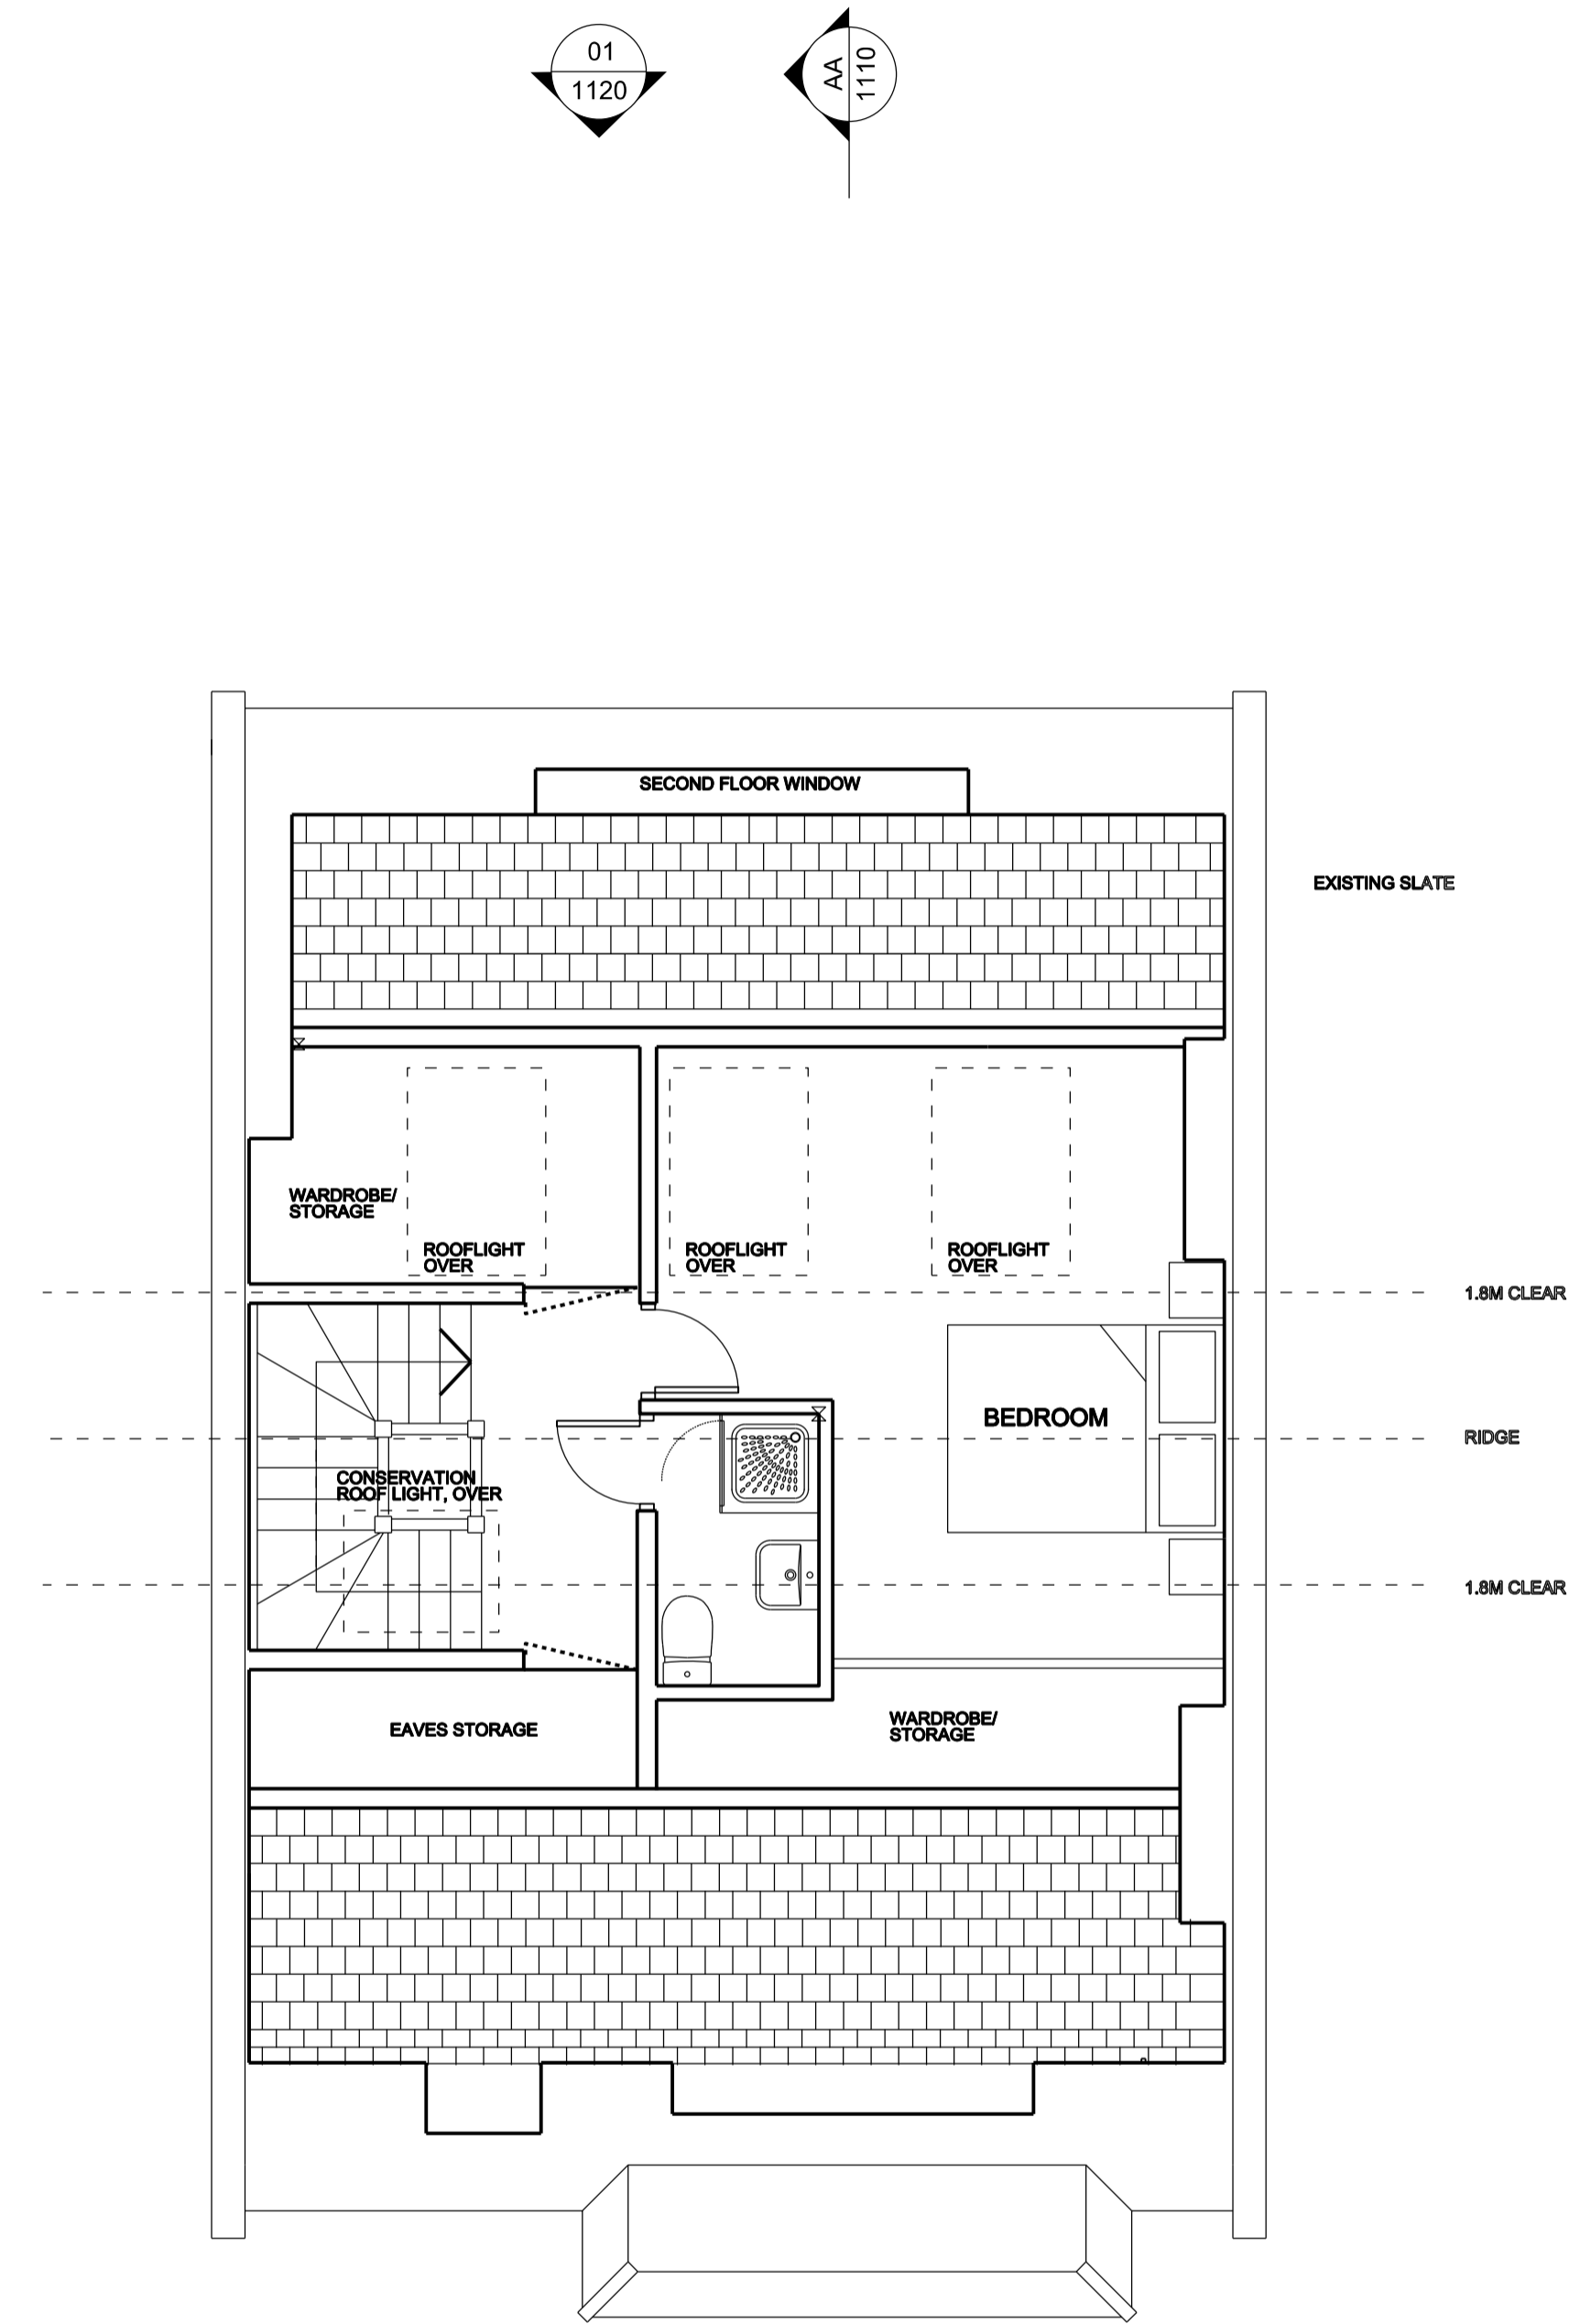 01
1120
AA
1110
SECOND FLOOR WINDOW
EXISTING SLATE
WARDROBE/
STORAGE
ROOFLIGHT
OVER
ROOFLIGHT
OVER
ROOFLIGHT
OVER
1.8M CLEAR
BEDROOM
RIDGE
CONSERVATION
ROOF LIGHT, OVER
1.8M CLEAR
EAVES STORAGE
WARDROBE/
STORAGE